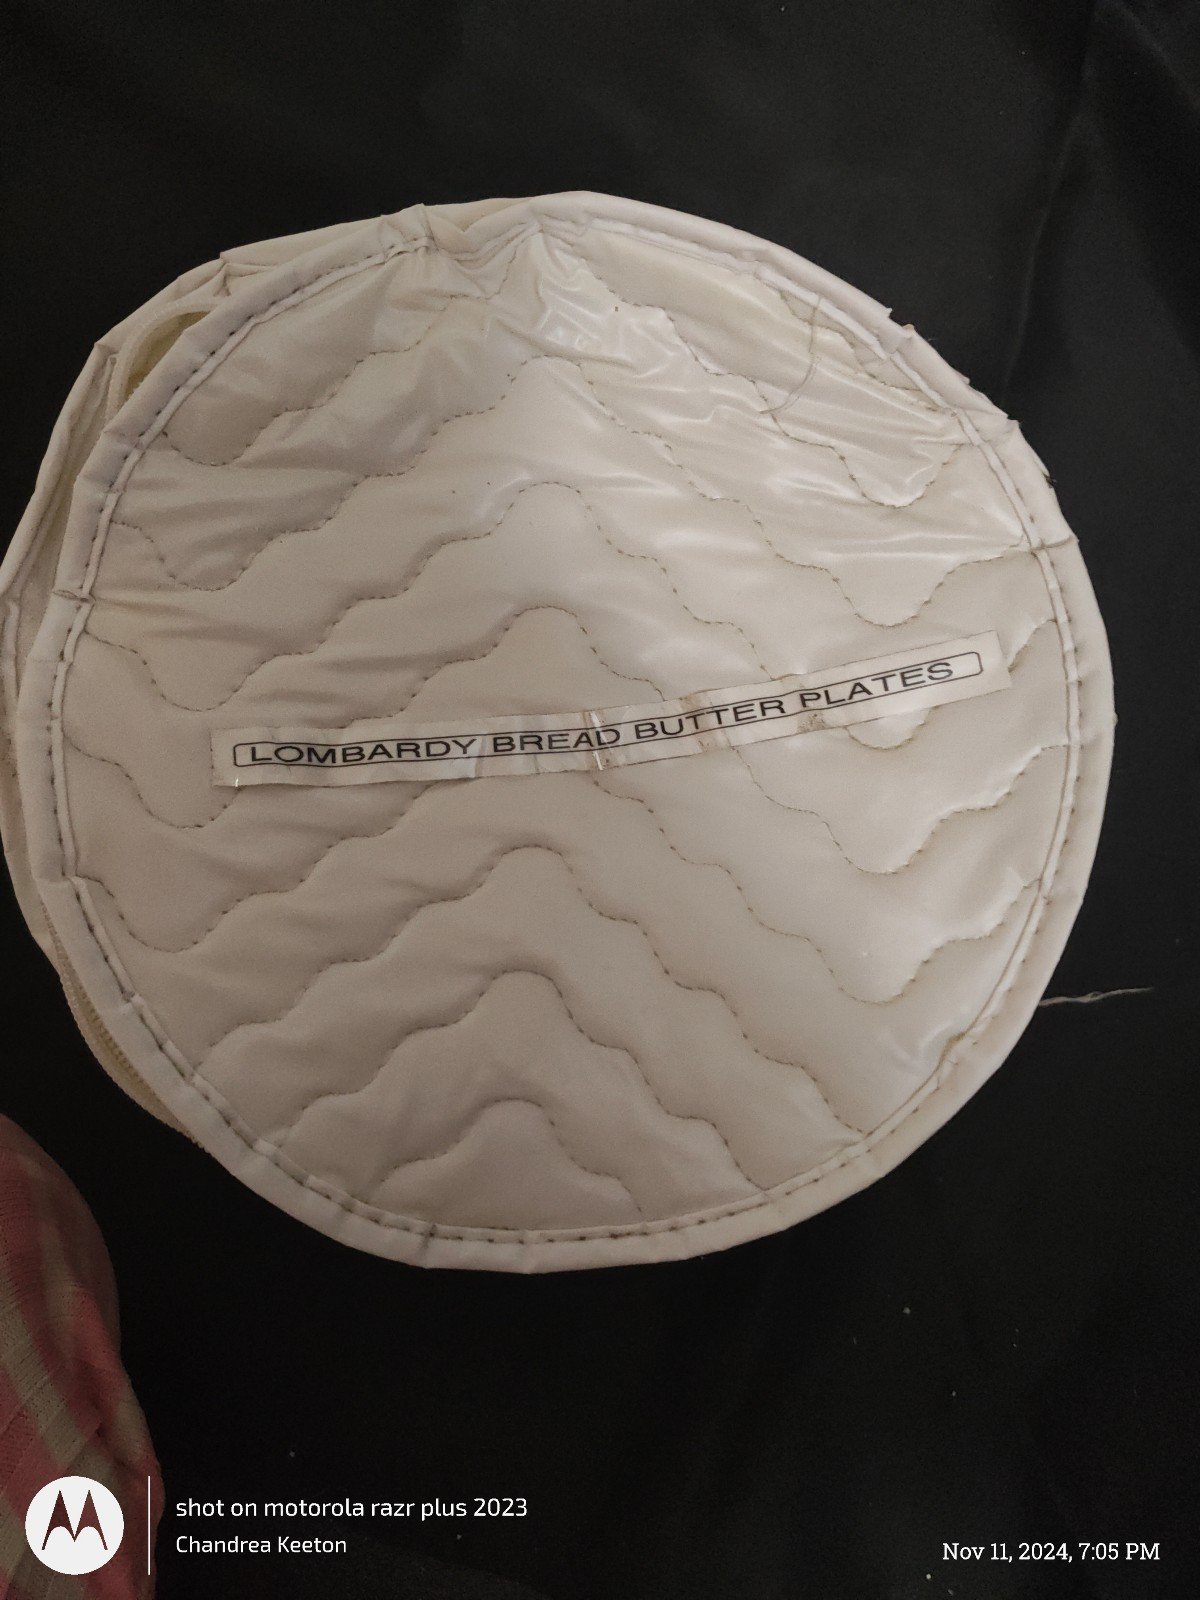 LOMBARDY BREAD BUTTER PLATES
shot on motorola razr plus 2023
Chandrea Keeton
Nov 11, 2024, 7:05 PM